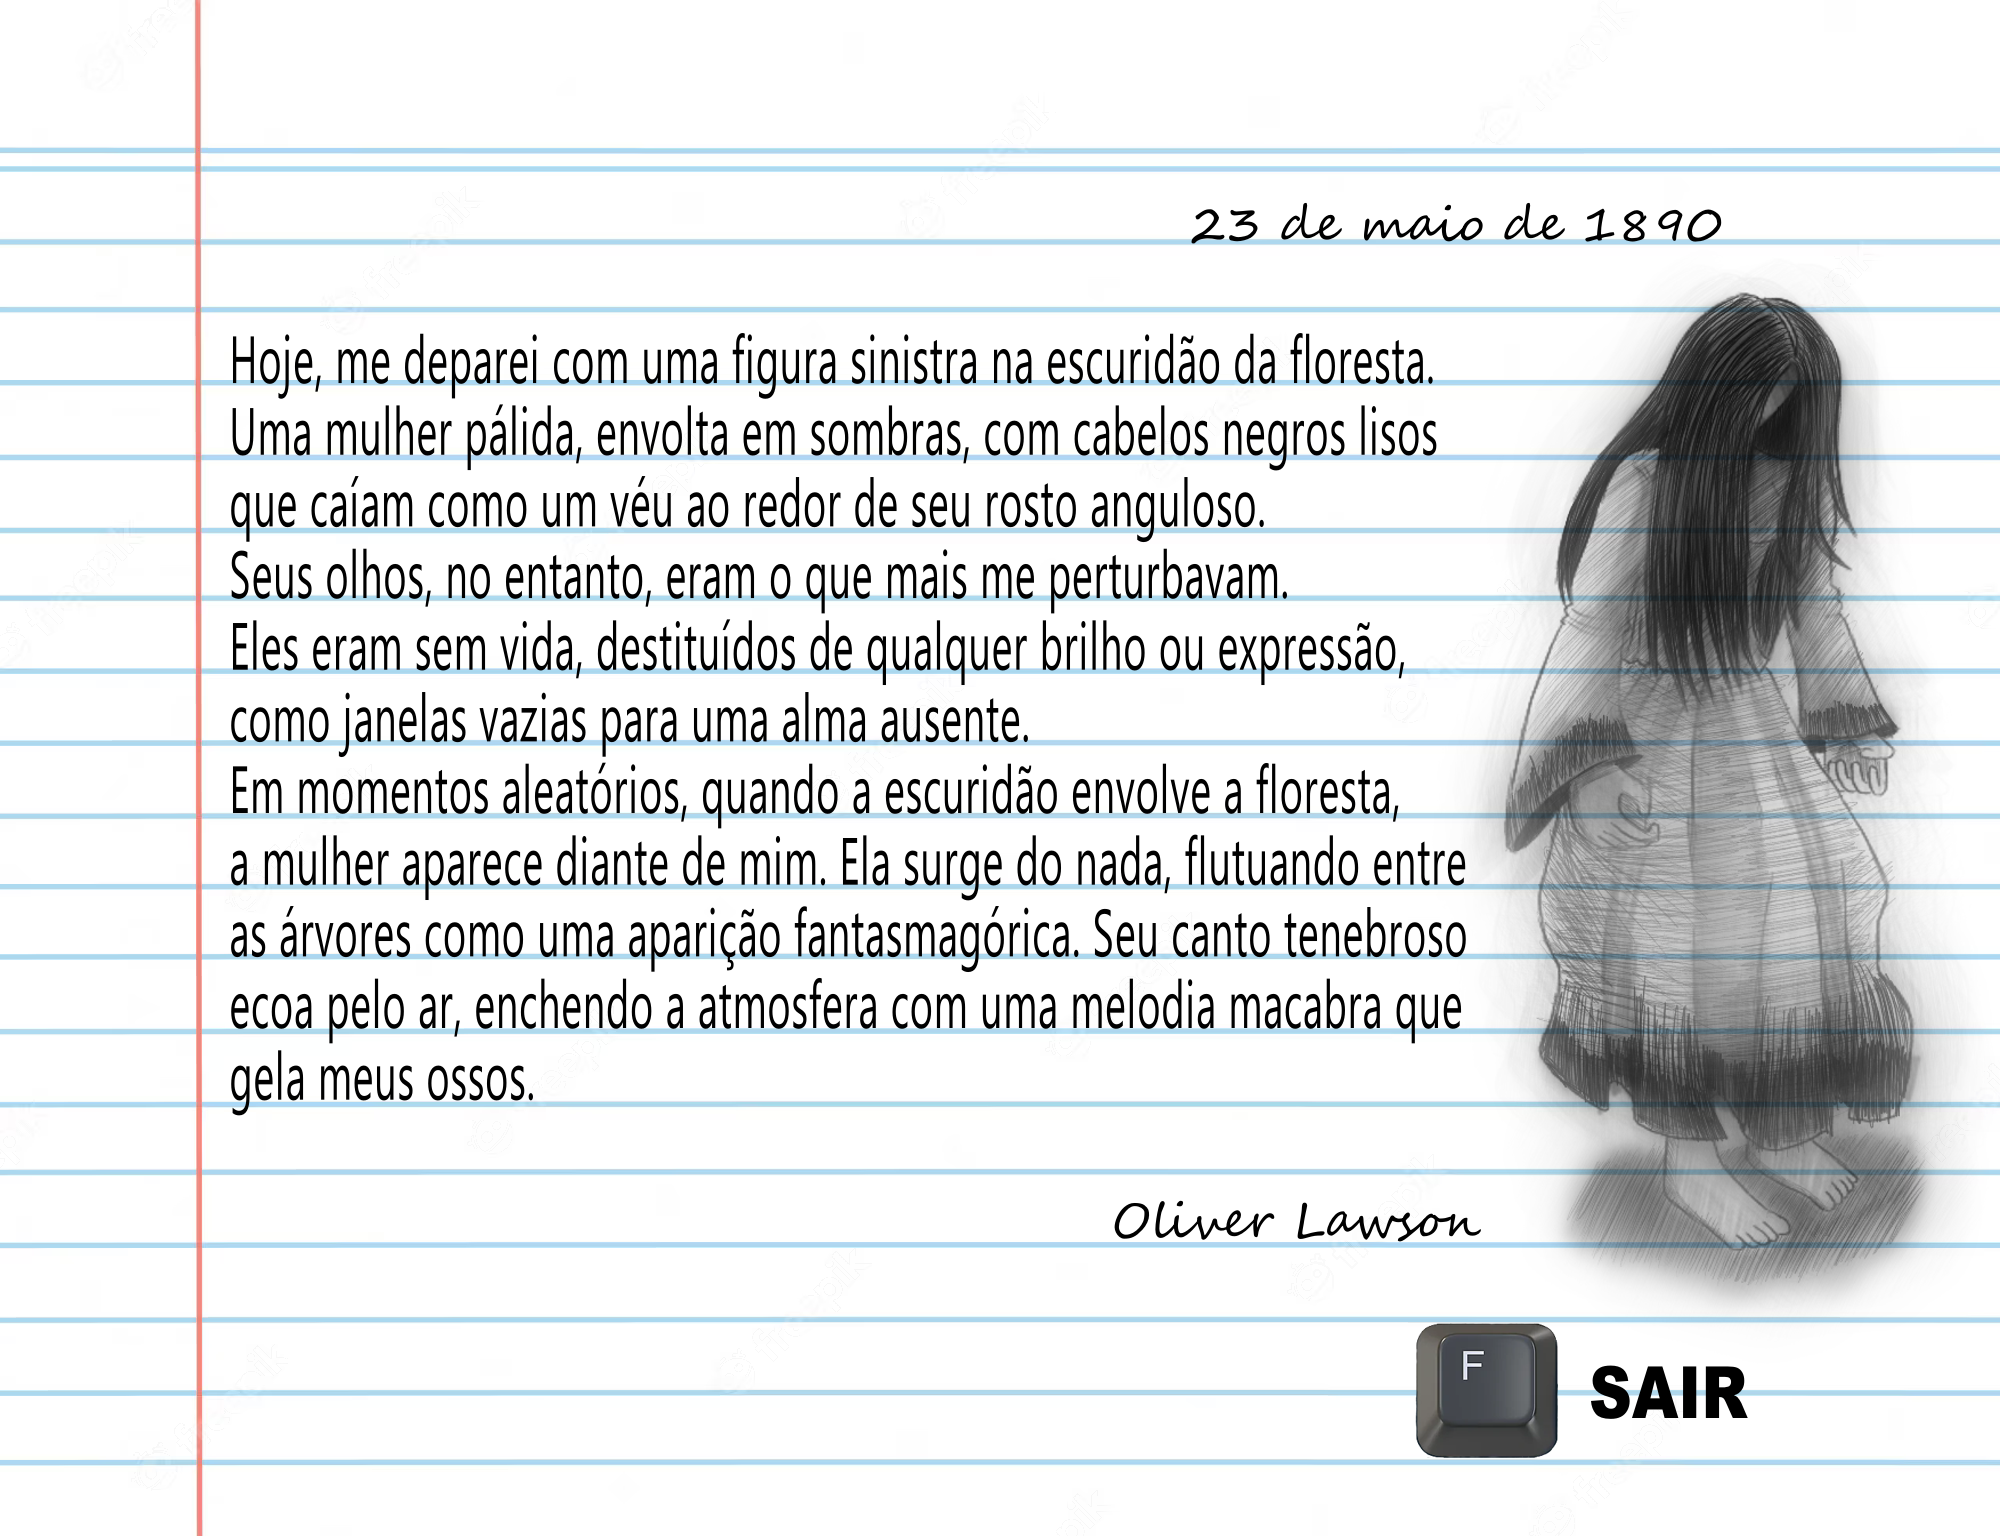 23 de maio de 1890
Hoje, me deparei com uma figura sinistra na escuridão da floresta.
Uma mulher pálida, envolta em sombras, com cabelos negros lisos
que caíam como um véu ao redor de seu rosto anguloso.
Seus olhos, no entanto, eram o que mais me perturbavam.
Eles eram sem vida, destituídos de qualquer brilho ou expressão,
como janelas vazias para uma alma ausente.
Em momentos aleatórios, quando a escuridão envolve a floresta,
a mulher aparece diante de mim. Ela surge do nada, flutuando entre
as árvores como uma aparição fantasmagórica. Seu canto tenebroso
ecoa pelo ar, enchendo a atmosfera com uma melodia macabra que
gela meus ossos.
Oliver Lawson
F SAIR